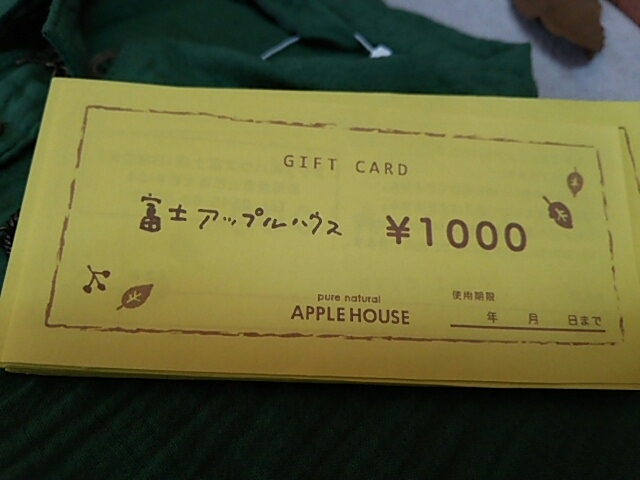 GIFT CARD
富士アップルハウス ¥1000
pure natural
APPLE HOUSE
使用期限
年 月 日まで